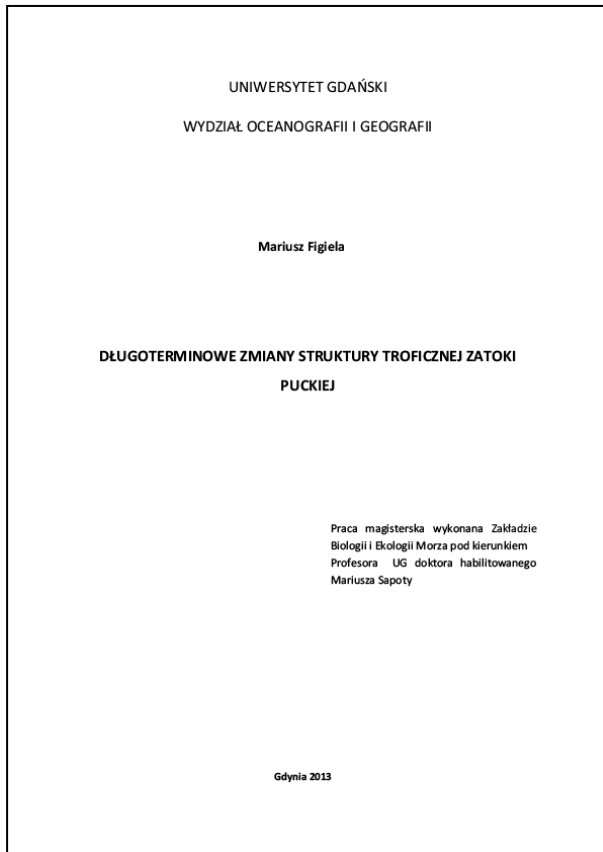 UNIWERSYTET GDAŃSKI
WYDZIAŁ OCEANOGRAFII I GEOGRAFII
Mariusz Figiela
DŁUGOTERMINOWE ZMIANY STRUKTURY TROFICZNEJ ZATOKI
PUCKIEJ
Praca magisterska wykonana Zakładzie
Biologii i Ekologii Morza pod kierunkiem
Profesora UG doktora habilitowanego
Mariusza Sapoty
Gdynia 2013